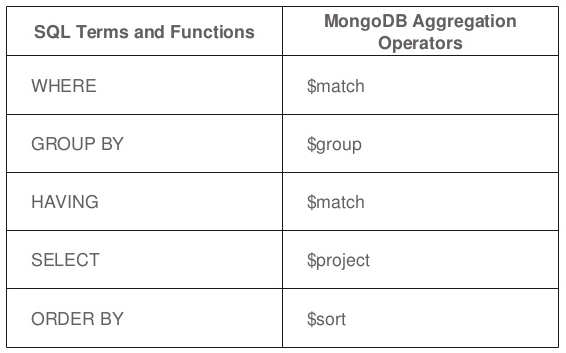 SQL Terms and Functions
MongoDB Aggregation
Operators
WHERE
$match
GROUP BY
$group
HAVING
$match
SELECT
$project
ORDER BY
$sort